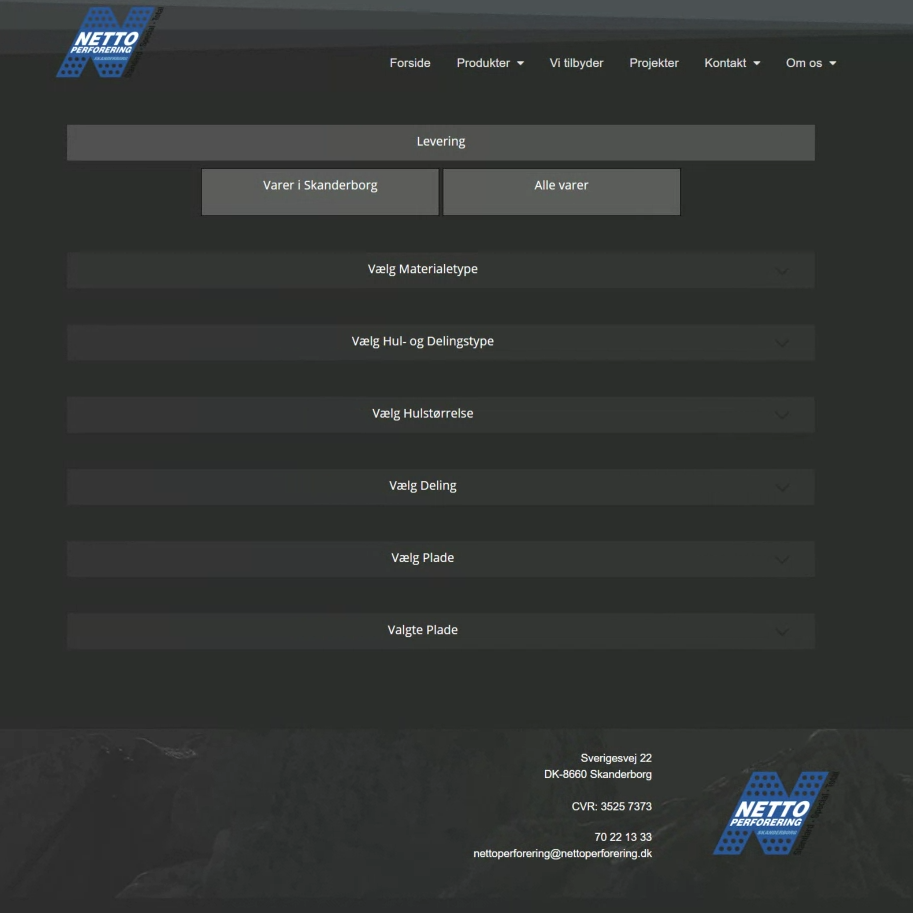 NETTO
PERFORERING
SKANDERBORG
Forside Produkter Vi tilbyder Projekter Kontakt Om os
Levering
Varer i Skanderborg Alle varer
Vælg Materialetype
Vælg Hul- og Delingstype
Vælg Hulstørrelse
Vælg Deling
Vælg Plade
Valgte Plade
Sverigesvej 22
DK-8660 Skanderborg
CVR: 3525 7373
70 22 13 33
nettoperforering@nettoperforering.dk
NETTO
PERFORERING
SKANDERBORG